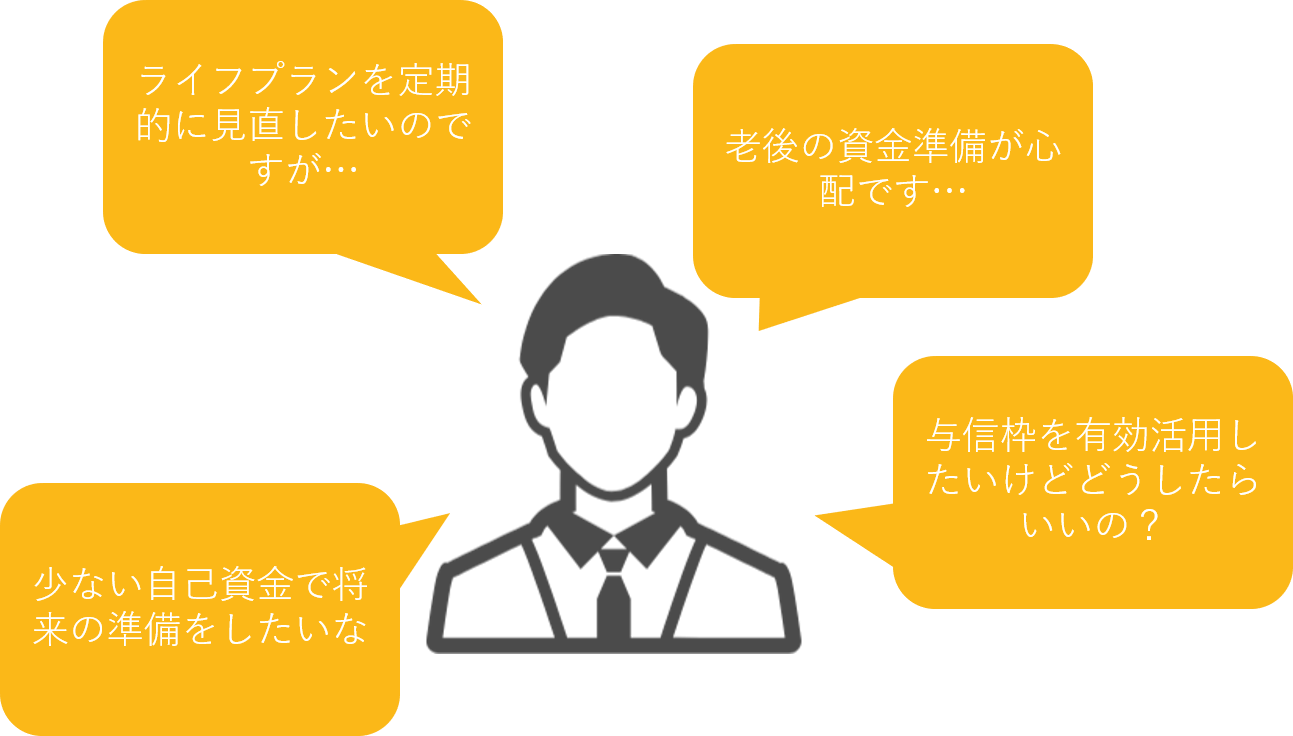 ライフプランを定期
的に見直したいので
すが…
老後の資金準備が心
配です…
与信枠を有効活用し
たいけどどうしたら
いいの？
少ない自己資金で将
来の準備をしたいな